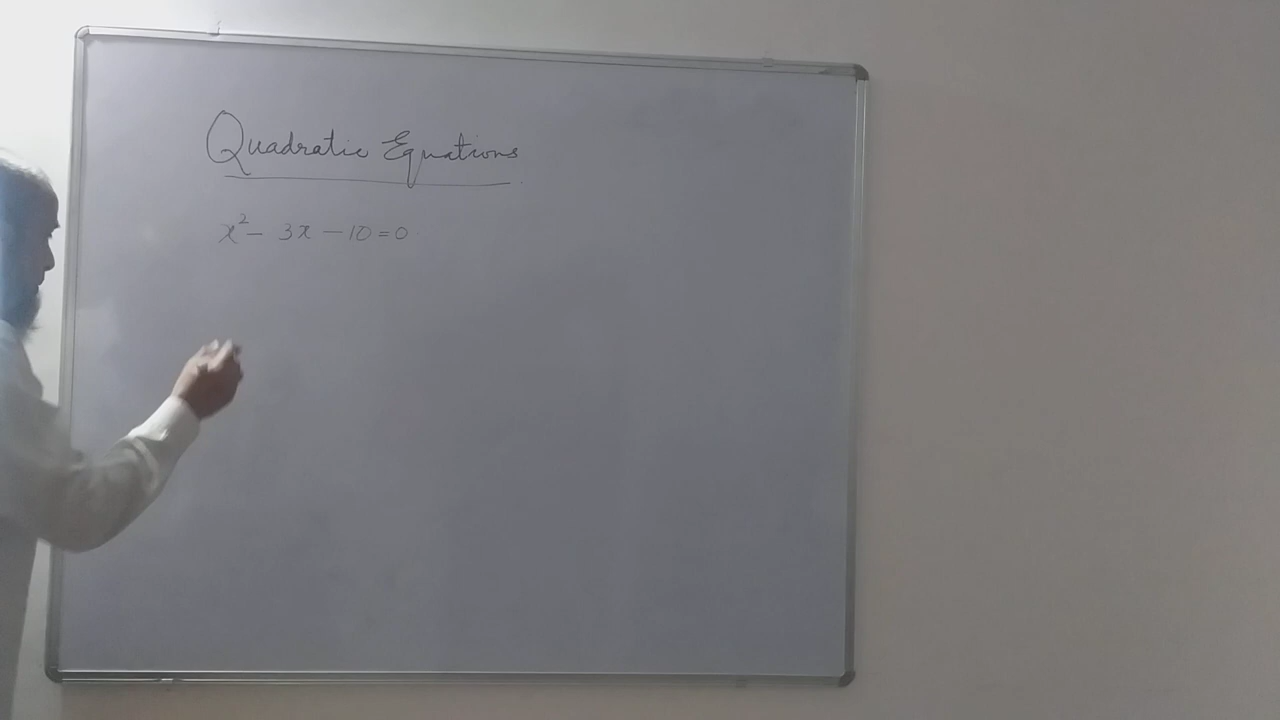 Quadratic Equations
x² - 3x - 10 = 0